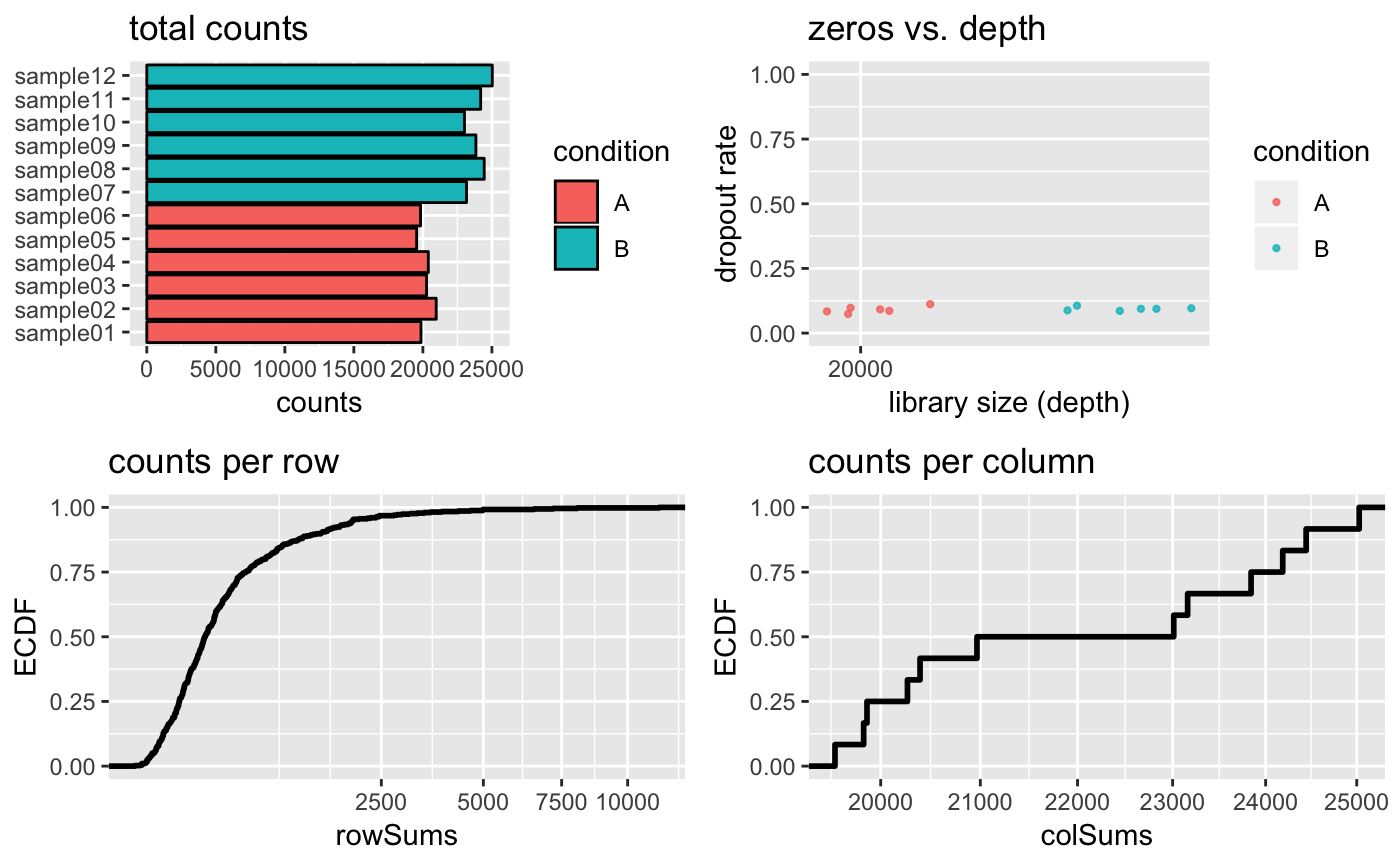 total counts
sample12
sample11
sample10
sample09
sample08
sample07
sample06
sample05
sample04
sample03
sample02
sample01
0 5000 10000 15000 20000 25000
counts
condition
A
B
zeros vs. depth
dropout rate
1.00
0.75
0.50
0.25
0.00
20000
library size (depth)
condition
A
B
counts per row
ECDF
1.00
0.75
0.50
0.25
0.00
2500 5000 7500 10000
rowSums
counts per column
ECDF
1.00
0.75
0.50
0.25
0.00
20000 21000 22000 23000 24000 25000
colSums